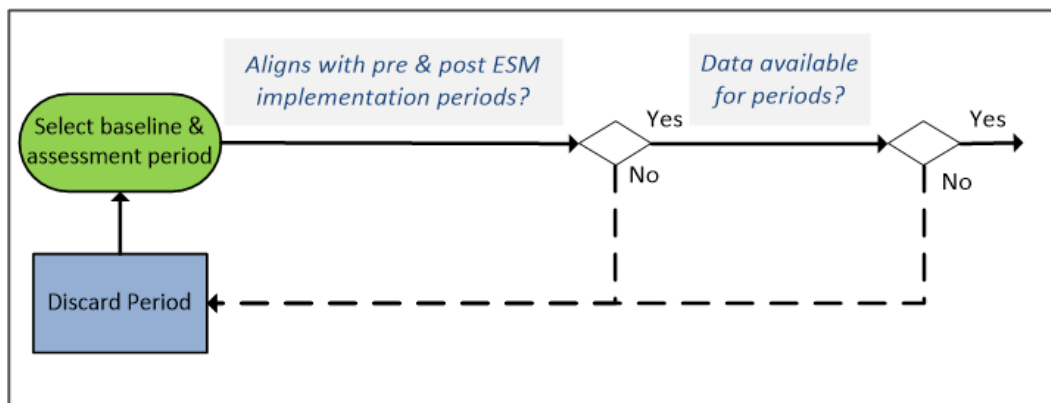 Select baseline &
assessment period
Aligns with pre & post ESM
implementation periods?
Yes
No
Data available
for periods?
Yes
No
Discard Period